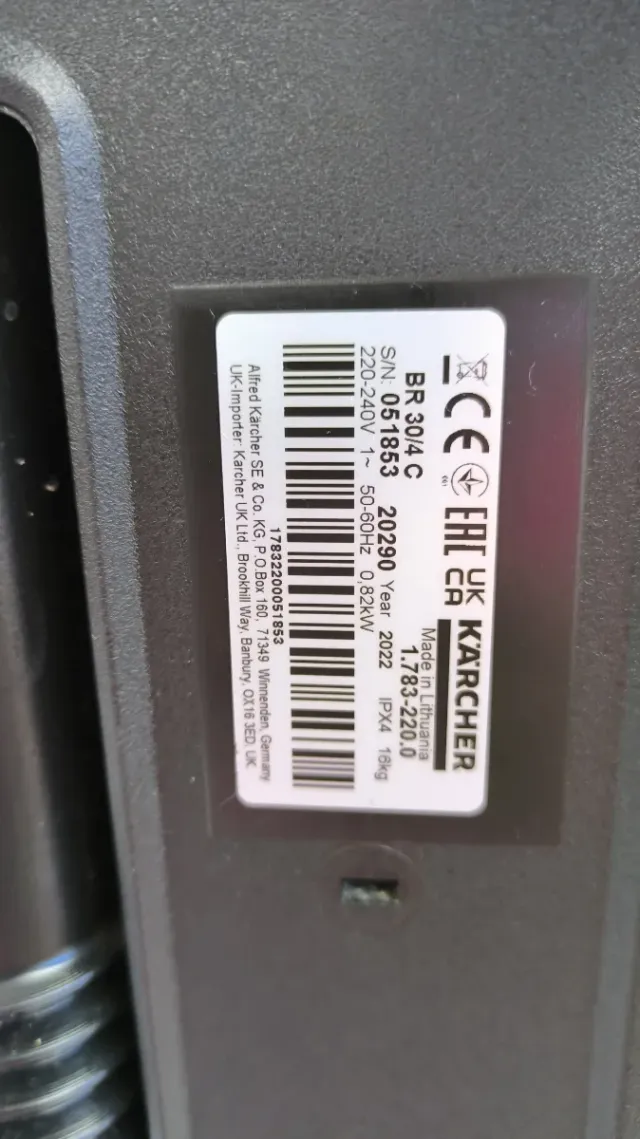 CE EAC UK CA KÄRCHER
Made in Lithuania
BR 30/4 C 1.783-220.0
S/N: 051853 20290 Year 2022 IPX4 16kg
220-240V 1~ 50-60Hz 0,82kW
17832200051853
Alfred Kärcher SE & Co. KG, P.O.Box 160, 71349 Winnenden, Germany
UK-Importer: Karcher UK Ltd., Brookhill Way, Banbury, OX16 3ED, UK